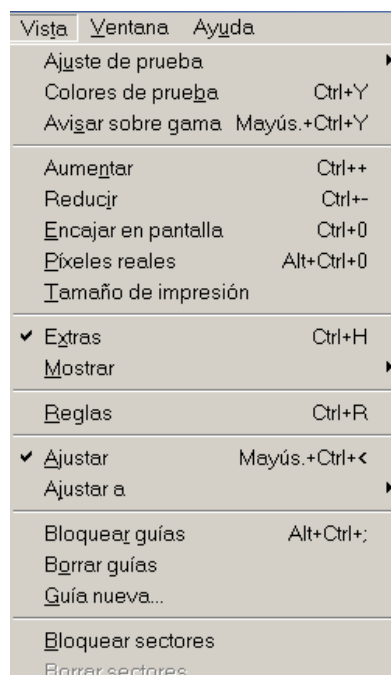 Vista Ventana Ayuda
Ajuste de prueba
Colores de prueba Ctrl+Y
Avisar sobre gama Mayús.+Ctrl+Y
Aumentar Ctrl++
Reducir Ctrl+-
Encajar en pantalla Ctrl+0
Píxeles reales Alt+Ctrl+0
Tamaño de impresión
Extras Ctrl+H
Mostrar
Reglas Ctrl+R
Ajustar Mayús.+Ctrl+<
Ajustar a
Bloquear guías Alt+Ctrl+;
Borrar guías
Guía nueva...
Bloquear sectores
Borrar sectores